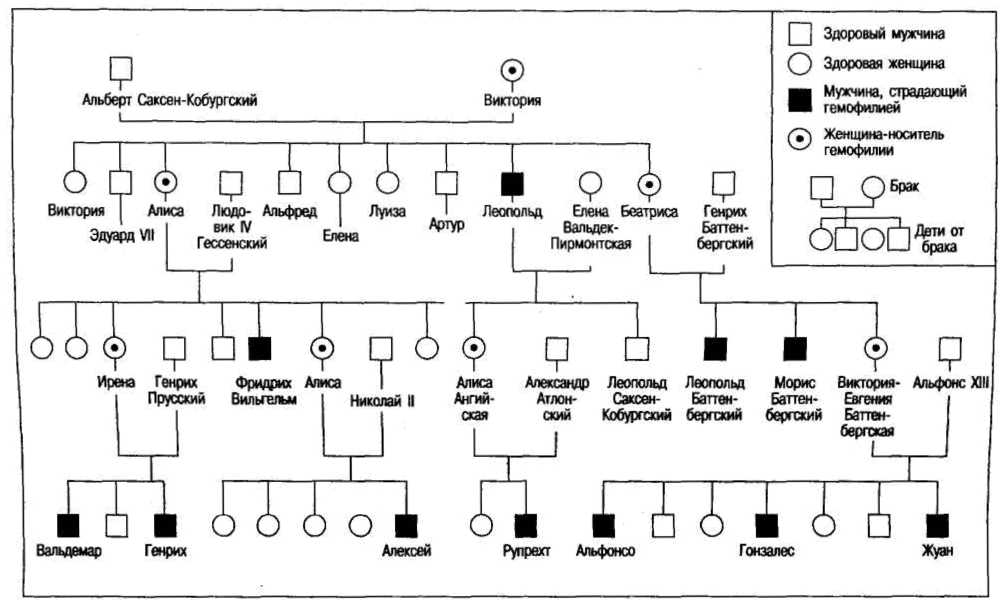 Здоровый мужчина
Здоровая женщина
Мужчина, страдающий
гемофилией
Женщина-носитель
гемофилии
Брак
Дети от
брака
Альберт Саксен-Кобургский
Виктория
Виктория
Эдуард VII
Алиса
Людо-
вик IV
Гессенский
Альфред
Елена
Луиза
Артур
Леопольд
Елена
Вальдек-
Пирмонтская
Беатриса
Генрих
Баттен-
бергский
Ирена
Генрих
Прусский
Фридрих
Вильгельм
Алиса
Николай II
Алиса
Ангий-
ская
Александр
Атлон-
ский
Леопольд
Саксен-
Кобургский
Леопольд
Баттен-
бергский
Морис
Баттен-
бергский
Виктория-
Евгения
Баттен-
бергская
Альфонс XIII
Вальдемар
Генрих
Алексей
Рупрехт
Альфонсо
Гонзалес
Жуан